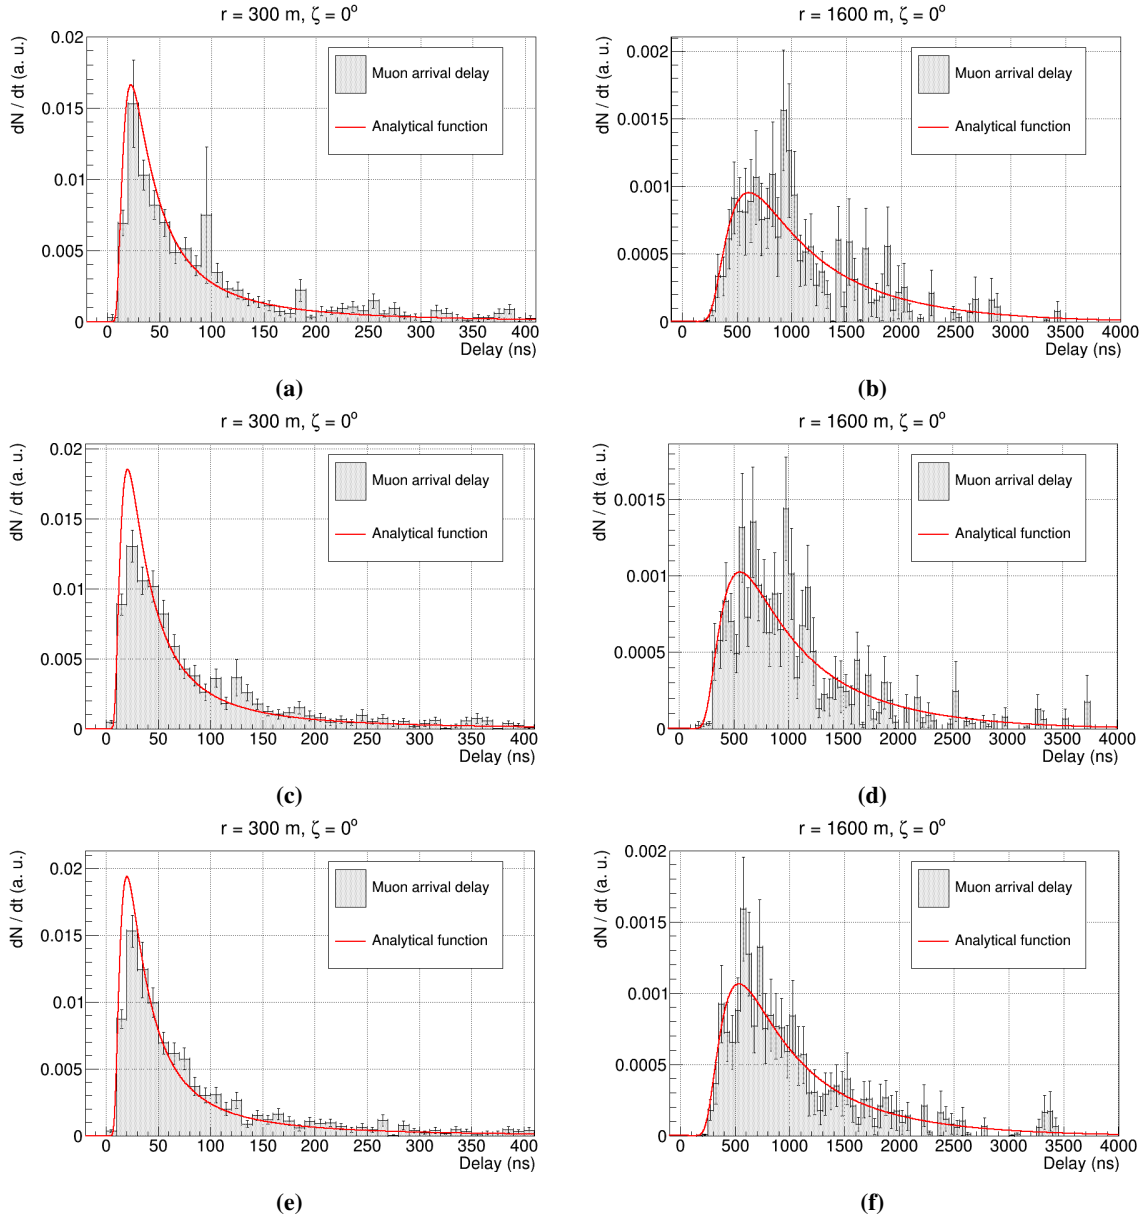 r = 300 m, ζ = 0°
dN / dt (a. u.)
0.02
0.015
0.01
0.005
0
Muon arrival delay
Analytical function
0 50 100 150 200 250 300 350 400
Delay (ns)
(a)
r = 1600 m, ζ = 0°
dN / dt (a. u.)
0.002
0.0015
0.001
0.0005
0
Muon arrival delay
Analytical function
0 500 1000 1500 2000 2500 3000 3500 4000
Delay (ns)
(b)
r = 300 m, ζ = 0°
dN / dt (a. u.)
0.02
0.015
0.01
0.005
0
Muon arrival delay
Analytical function
0 50 100 150 200 250 300 350 400
Delay (ns)
(c)
r = 1600 m, ζ = 0°
dN / dt (a. u.)
0.0015
0.001
0.0005
0
Muon arrival delay
Analytical function
0 500 1000 1500 2000 2500 3000 3500 4000
Delay (ns)
(d)
r = 300 m, ζ = 0°
dN / dt (a. u.)
0.02
0.015
0.01
0.005
0
Muon arrival delay
Analytical function
0 50 100 150 200 250 300 350 400
Delay (ns)
(e)
r = 1600 m, ζ = 0°
dN / dt (a. u.)
0.002
0.0015
0.001
0.0005
0
Muon arrival delay
Analytical function
0 500 1000 1500 2000 2500 3000 3500 4000
Delay (ns)
(f)